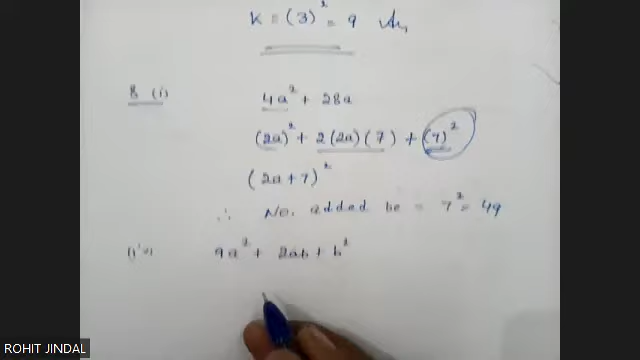 K = (3)² = 9 Ans
8 (i) 4a² + 28a
(2a)² + 2(2a)(7) + (7)²
(2a+7)²
∴ No. added be = 7² = 49
9a² + 2ab + b²
ROHIT JINDAL